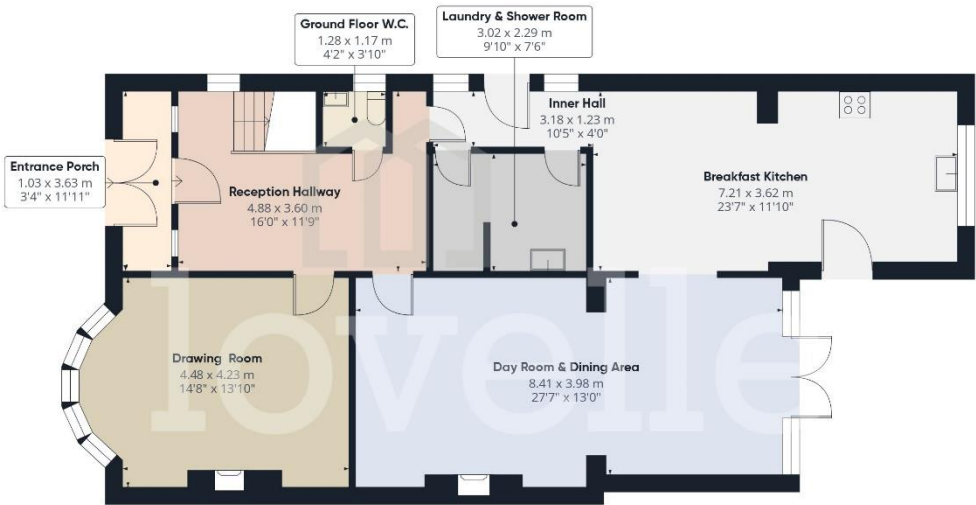 Ground Floor W.C.
1.28 x 1.17 m
4'2" x 3'10"
Laundry & Shower Room
3.02 x 2.29 m
9'10" x 7'6"
Inner Hall
3.18 x 1.23 m
10'5" x 4'0"
Entrance Porch
1.03 x 3.63 m
3'4" x 11'11"
Reception Hallway
4.88 x 3.60 m
16'0" x 11'9"
Breakfast Kitchen
7.21 x 3.62 m
23'7" x 11'10"
Drawing Room
4.48 x 4.23 m
14'8" x 13'10"
Day Room & Dining Area
8.41 x 3.98 m
27'7" x 13'0"
lovelle